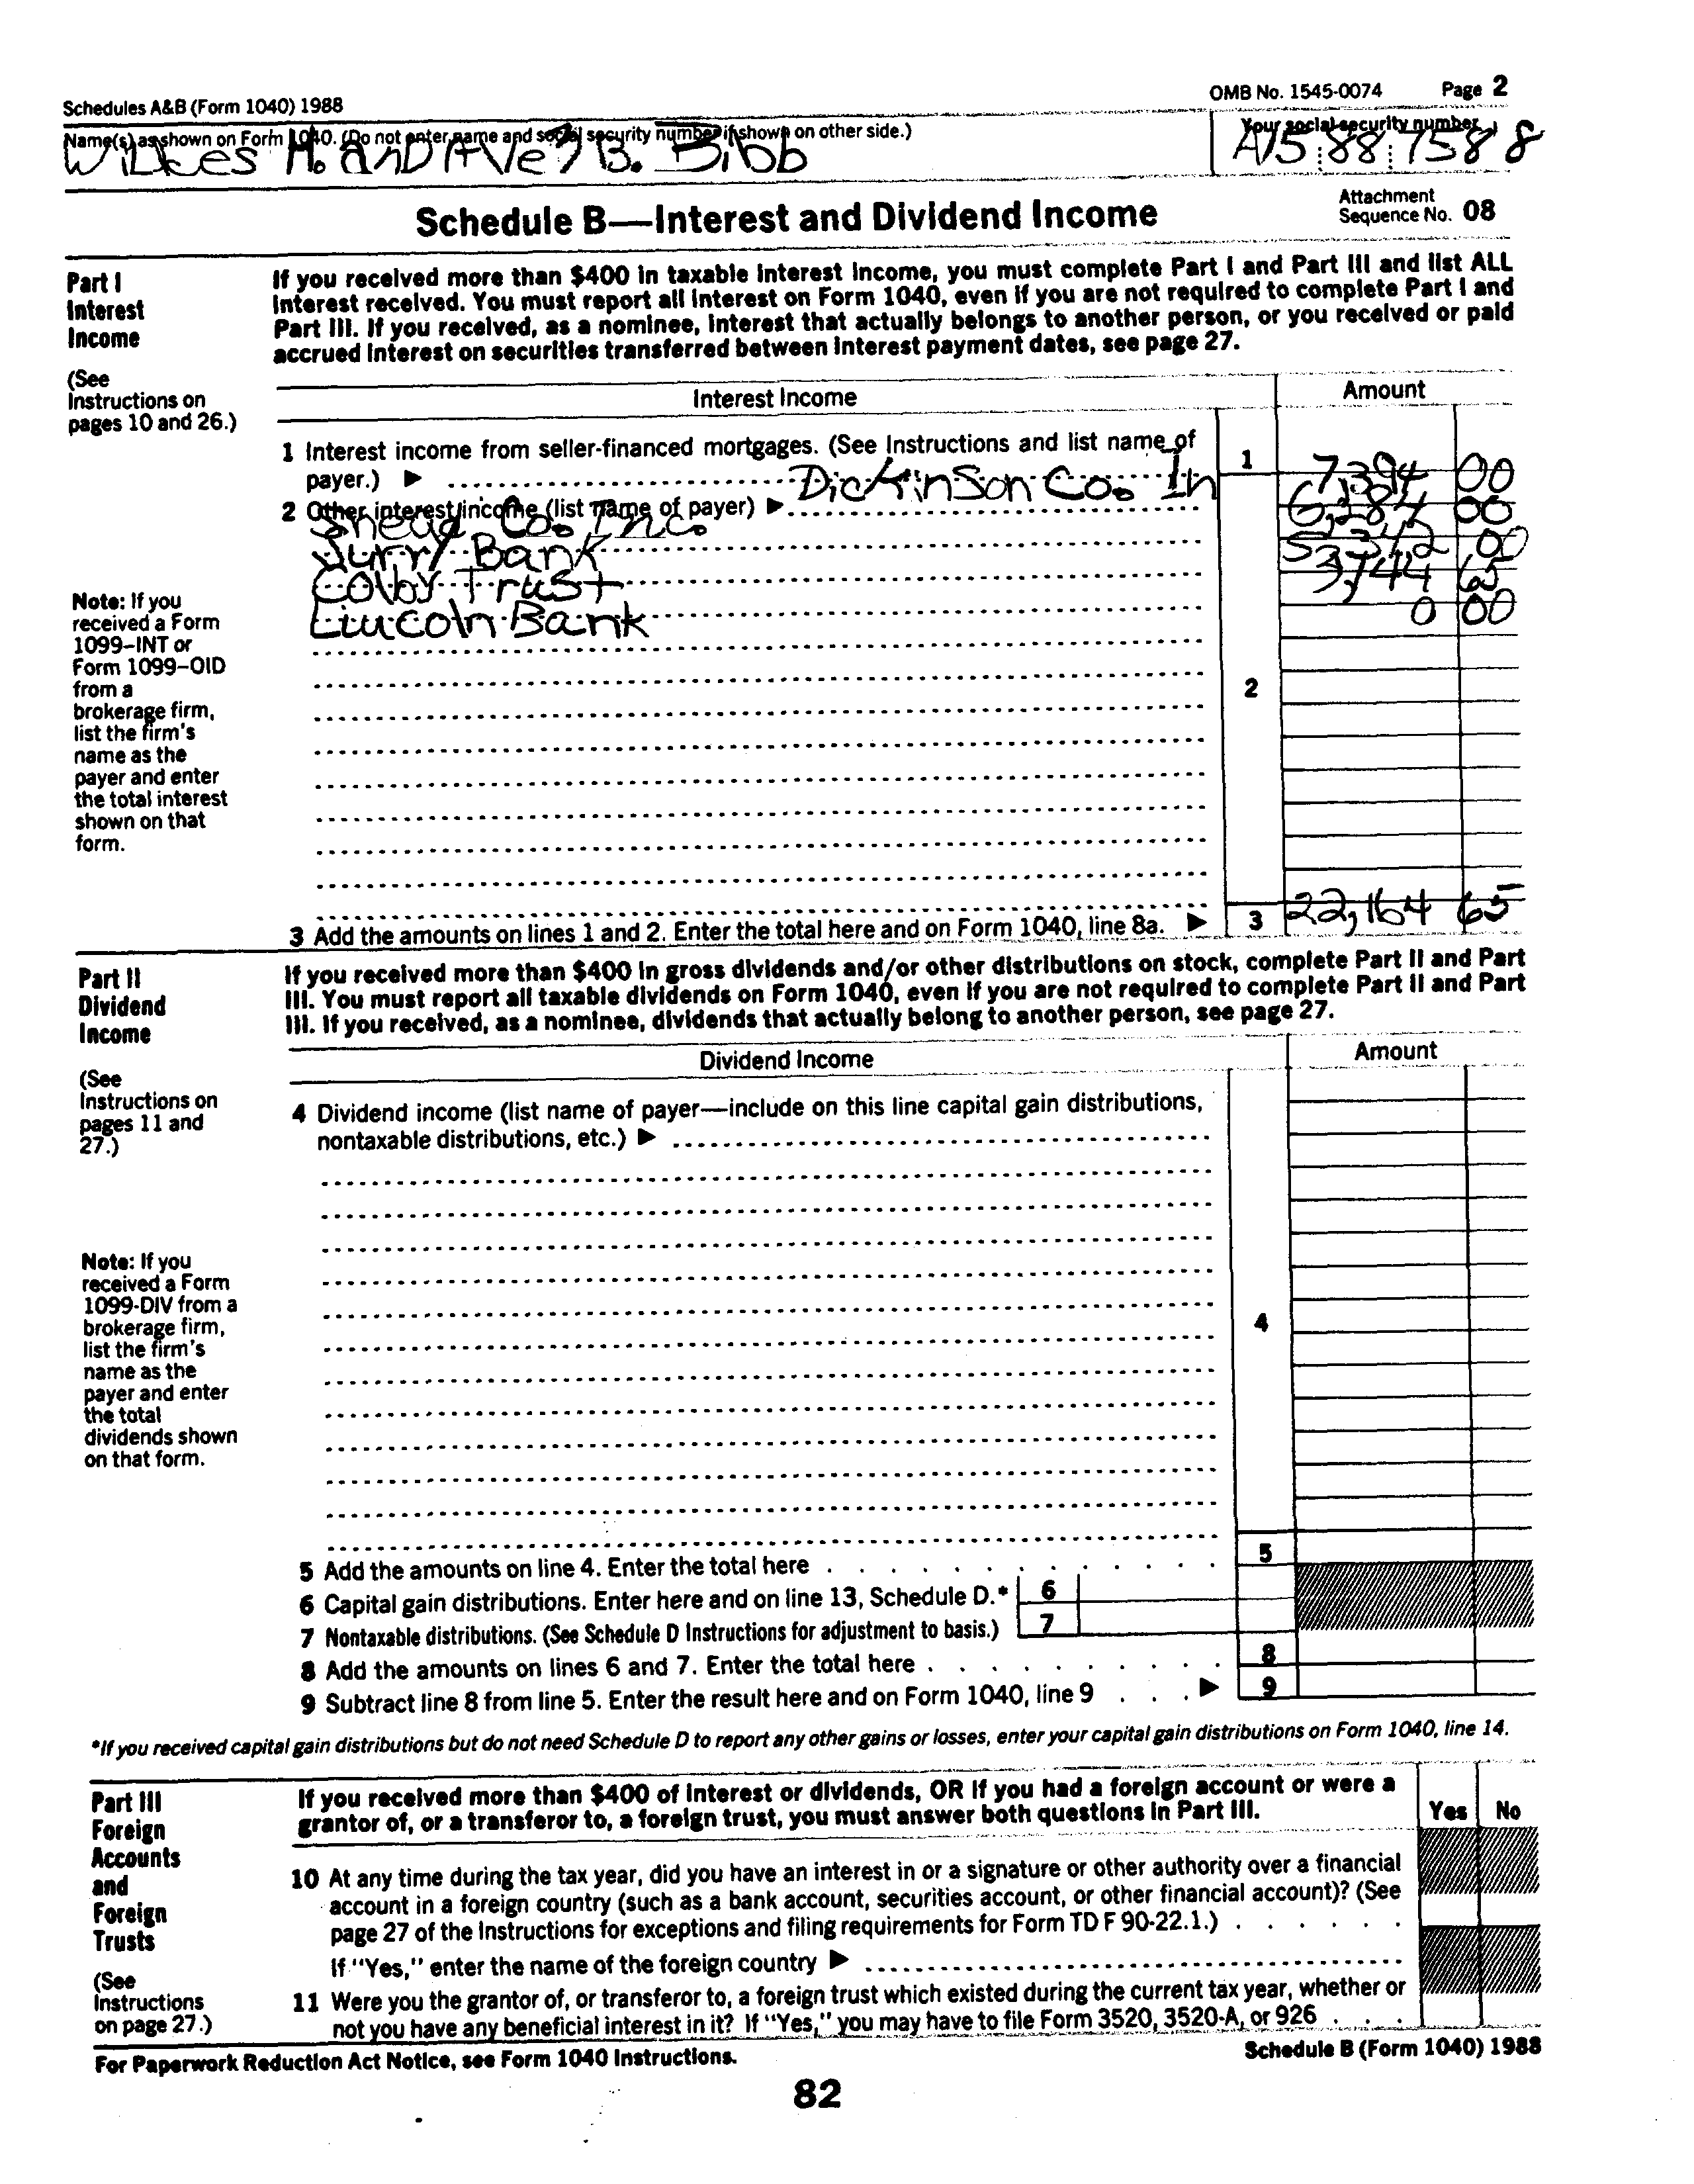 Schedules A&B (Form 1040) 1988
OMB No. 1545-0074 Page 2
Name(s) as shown on Form 1040. (Do not enter name and social security number if shown on other side.)
Your social security number
H. and B. Bibb
88 7588
Schedule B—Interest and Dividend Income
Attachment
Sequence No. 08
Part I
Interest
Income
(See
Instructions on
pages 10 and 26.)
If you received more than $400 in taxable interest income, you must complete Part I and Part III and list ALL
interest received. You must report all interest on Form 1040, even if you are not required to complete Part I and
Part III. If you received, as a nominee, interest that actually belongs to another person, or you received or paid
accrued interest on securities transferred between interest payment dates, see page 27.
Interest Income
Amount
1 Interest income from seller-financed mortgages. (See Instructions and list name of
payer.) ▶ Dickinson Co. In
1 7,394 00
2 Other interest income (list name of payer) ▶
Snead Co. Inc. 6,284 00
Surry Bank 5,342 00
Colby Trust 3,144 65
Lincoln Bank 0 00
2
Note: If you
received a Form
1099–INT or
Form 1099–OID
from a
brokerage firm,
list the firm's
name as the
payer and enter
the total interest
shown on that
form.
3 Add the amounts on lines 1 and 2. Enter the total here and on Form 1040, line 8a. ▶ 3 22,164 65
Part II
Dividend
Income
(See
Instructions on
pages 11 and
27.)
If you received more than $400 in gross dividends and/or other distributions on stock, complete Part II and Part
III. You must report all taxable dividends on Form 1040, even if you are not required to complete Part II and Part
III. If you received, as a nominee, dividends that actually belong to another person, see page 27.
Dividend Income
Amount
4 Dividend income (list name of payer—include on this line capital gain distributions,
nontaxable distributions, etc.) ▶
4
Note: If you
received a Form
1099-DIV from a
brokerage firm,
list the firm's
name as the
payer and enter
the total
dividends shown
on that form.
5 Add the amounts on line 4. Enter the total here 5
6 Capital gain distributions. Enter here and on line 13, Schedule D.* 6
7 Nontaxable distributions. (See Schedule D Instructions for adjustment to basis.) 7
8 Add the amounts on lines 6 and 7. Enter the total here 8
9 Subtract line 8 from line 5. Enter the result here and on Form 1040, line 9 ▶ 9
*If you received capital gain distributions but do not need Schedule D to report any other gains or losses, enter your capital gain distributions on Form 1040, line 14.
Part III
Foreign
Accounts
and
Foreign
Trusts
(See
Instructions
on page 27.)
If you received more than $400 of interest or dividends, OR if you had a foreign account or were a
grantor of, or a transferor to, a foreign trust, you must answer both questions in Part III.
Yes No
10 At any time during the tax year, did you have an interest in or a signature or other authority over a financial
account in a foreign country (such as a bank account, securities account, or other financial account)? (See
page 27 of the Instructions for exceptions and filing requirements for Form TD F 90-22.1.)
If "Yes," enter the name of the foreign country ▶
11 Were you the grantor of, or transferor to, a foreign trust which existed during the current tax year, whether or
not you have any beneficial interest in it? If "Yes," you may have to file Form 3520, 3520-A, or 926
For Paperwork Reduction Act Notice, see Form 1040 Instructions.
Schedule B (Form 1040) 1988
82